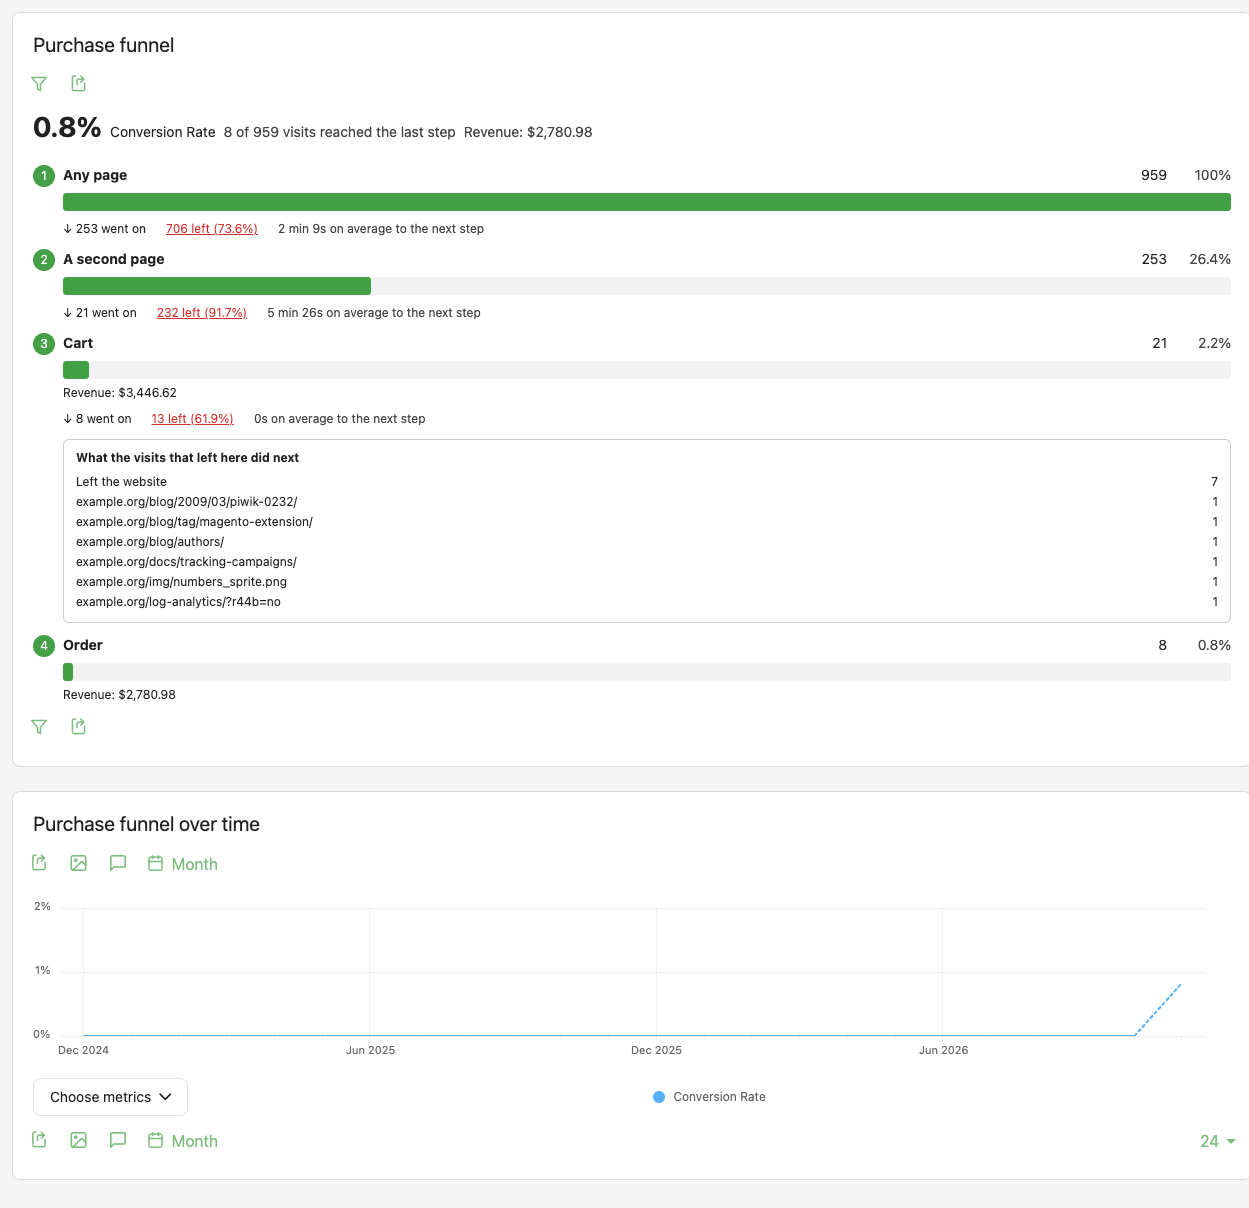 Purchase funnel
0.8% Conversion Rate 8 of 959 visits reached the last step Revenue: $2,780.98
1 Any page 959 100%
↓ 253 went on 706 left (73.6%) 2 min 9s on average to the next step
2 A second page 253 26.4%
↓ 21 went on 232 left (91.7%) 5 min 26s on average to the next step
3 Cart 21 2.2%
Revenue: $3,446.62
↓ 8 went on 13 left (61.9%) 0s on average to the next step
What the visits that left here did next
Left the website 7
example.org/blog/2009/03/piwik-0232/ 1
example.org/blog/tag/magento-extension/ 1
example.org/blog/authors/ 1
example.org/docs/tracking-campaigns/ 1
example.org/img/numbers_sprite.png 1
example.org/log-analytics/?r44b=no 1
4 Order 8 0.8%
Revenue: $2,780.98
Purchase funnel over time
Month
2%
1%
0%
Dec 2024 Jun 2025 Dec 2025 Jun 2026
Choose metrics Conversion Rate
Month 24